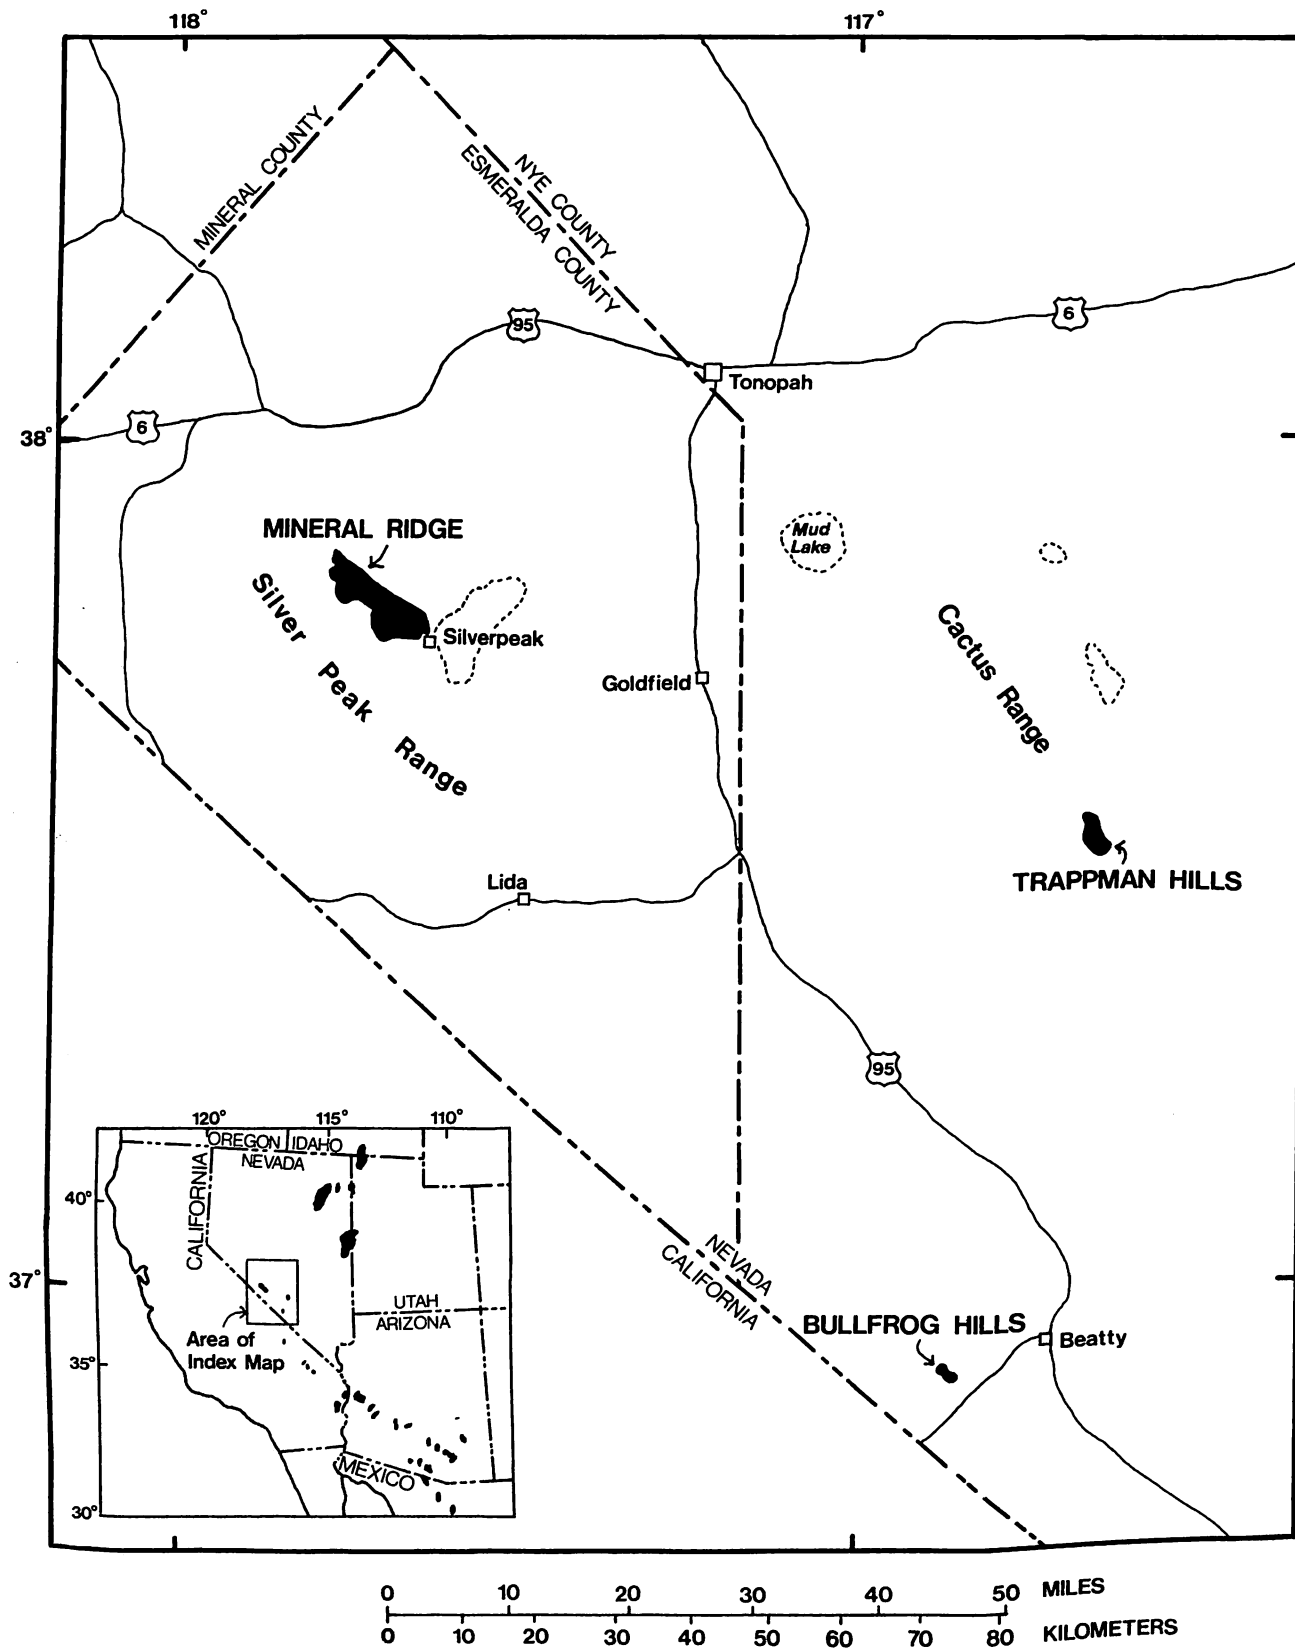 118°
117°
MINERAL COUNTY
NYE COUNTY
ESMERALDA COUNTY
95
6
Tonopah
6
38°
MINERAL RIDGE
Mud
Lake
Silver Peak Range
Silverpeak
Cactus Range
Goldfield
TRAPPMAN HILLS
Lida
95
120°
115°
110°
OREGON
IDAHO
NEVADA
CALIFORNIA
40°
UTAH
ARIZONA
Area of
Index Map
35°
MEXICO
30°
37°
NEVADA
CALIFORNIA
BULLFROG HILLS
Beatty
0 10 20 30 40 50 MILES
0 10 20 30 40 50 60 70 80 KILOMETERS